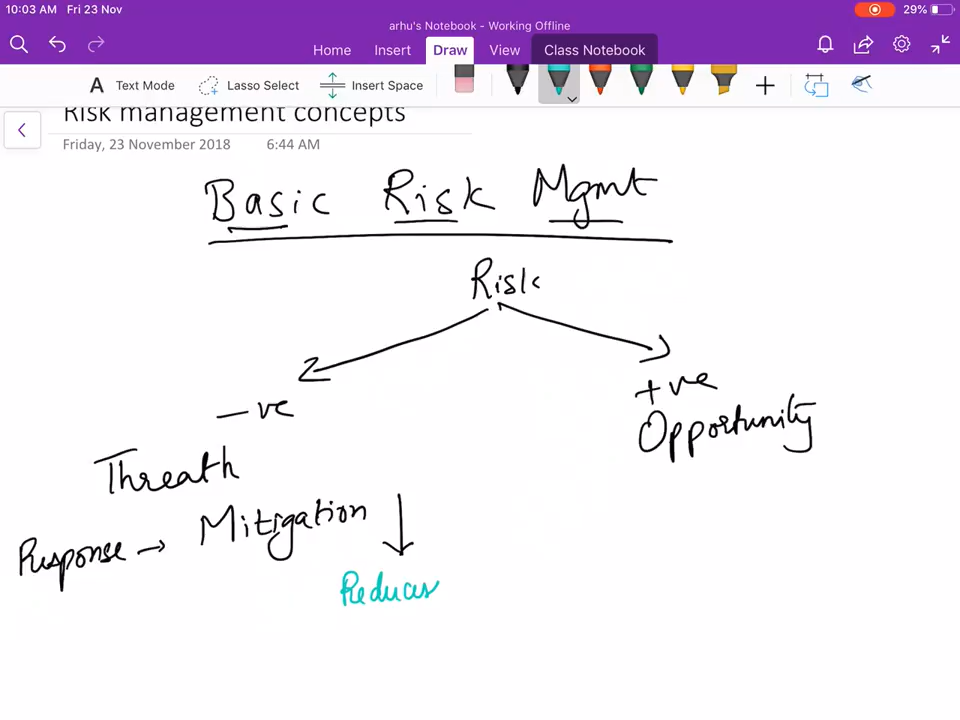 10:03 AM Fri 23 Nov 29%
arhu's Notebook - Working Offline
Home Insert Draw View Class Notebook
A Text Mode Lasso Select Insert Space
Risk management concepts
Friday, 23 November 2018 6:44 AM
Basic Risk Mgmt
Risk
-ve
+ve
Opportunity
Threath
Response → Mitigation ↓
Reduces